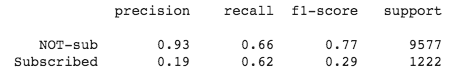 precision recall f1-score support
NOT-sub 0.93 0.66 0.77 9577
Subscribed 0.19 0.62 0.29 1222